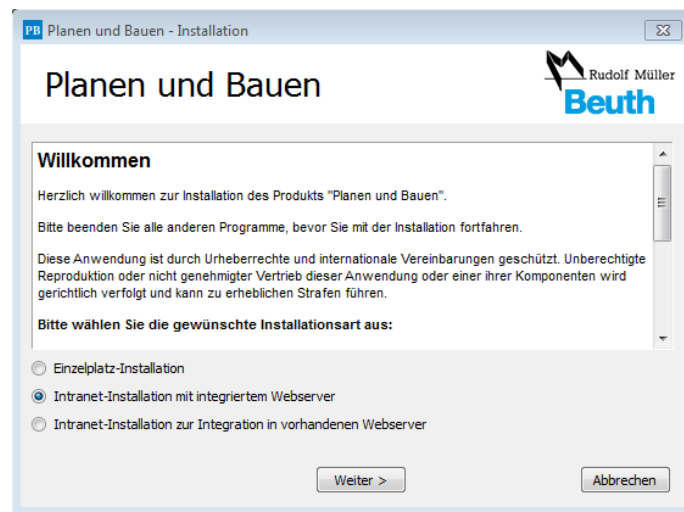 PB Planen und Bauen - Installation
Planen und Bauen
Rudolf Müller
Beuth
Willkommen
Herzlich willkommen zur Installation des Produkts "Planen und Bauen".
Bitte beenden Sie alle anderen Programme, bevor Sie mit der Installation fortfahren.
Diese Anwendung ist durch Urheberrechte und internationale Vereinbarungen geschützt. Unberechtigte
Reproduktion oder nicht genehmigter Vertrieb dieser Anwendung oder einer ihrer Komponenten wird
gerichtlich verfolgt und kann zu erheblichen Strafen führen.
Bitte wählen Sie die gewünschte Installationsart aus:
Einzelplatz-Installation
Intranet-Installation mit integriertem Webserver
Intranet-Installation zur Integration in vorhandenen Webserver
Weiter >
Abbrechen